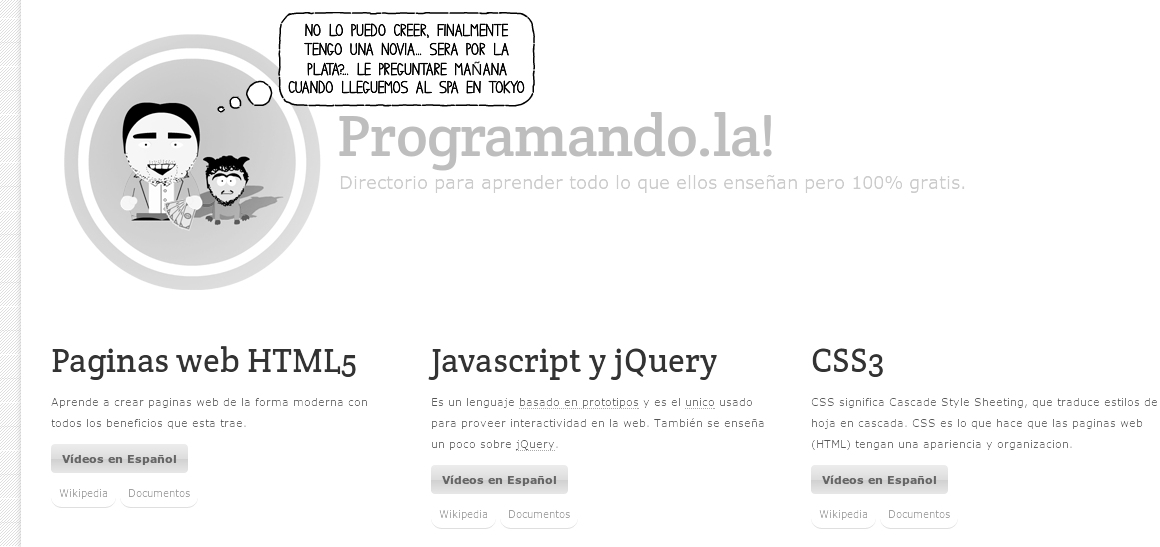 NO LO PUEDO CREER, FINALMENTE
TENGO UNA NOVIA... SERA POR LA
PLATA?... LE PREGUNTARE MAÑANA
CUANDO LLEGUEMOS AL SPA EN TOKYO
Programando.la!
Directorio para aprender todo lo que ellos enseñan pero 100% gratis.
Paginas web HTML5
Aprende a crear paginas web de la forma moderna con
todos los beneficios que esta trae.
Vídeos en Español
Wikipedia Documentos
Javascript y jQuery
Es un lenguaje basado en prototipos y es el unico usado
para proveer interactividad en la web. También se enseña
un poco sobre jQuery.
Vídeos en Español
Wikipedia Documentos
CSS3
CSS significa Cascade Style Sheeting, que traduce estilos de
hoja en cascada. CSS es lo que hace que las paginas web
(HTML) tengan una apariencia y organizacion.
Vídeos en Español
Wikipedia Documentos